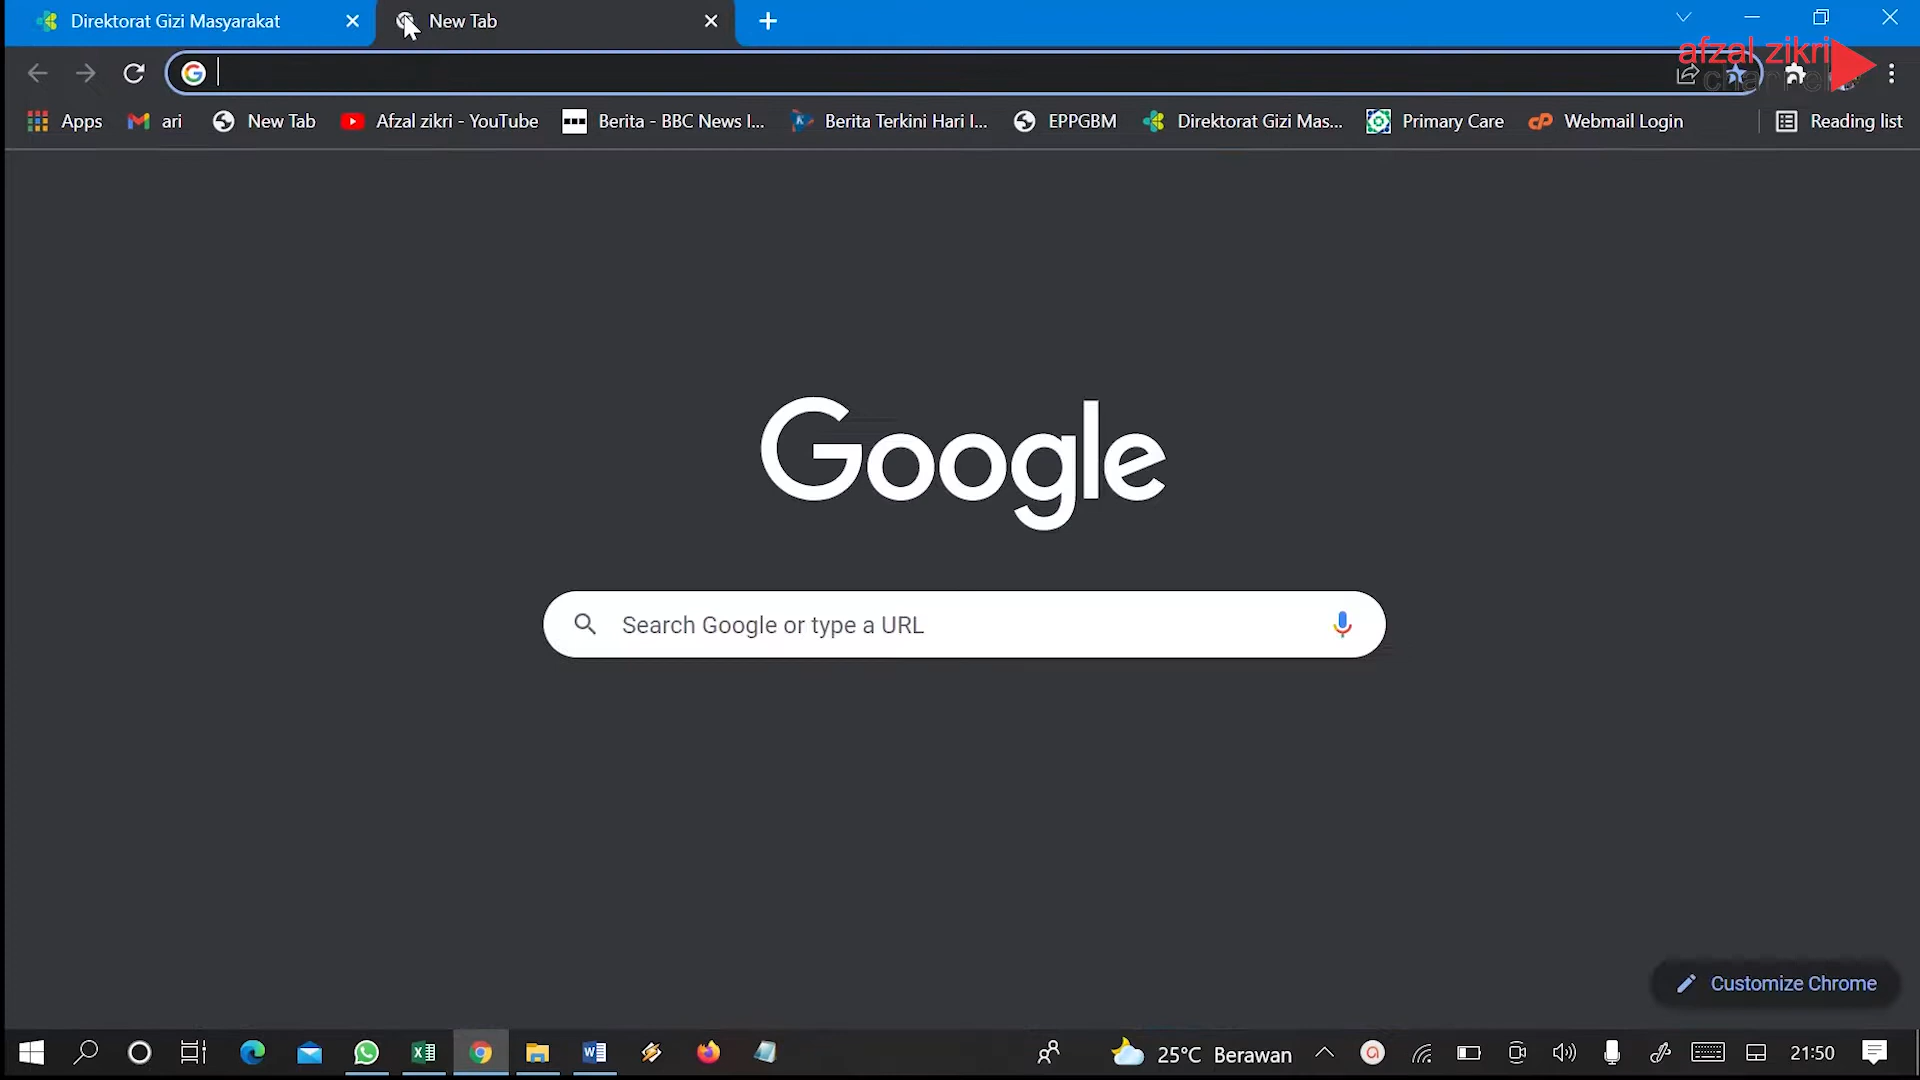 Direktorat Gizi Masyarakat
New Tab
afzal zikri
channel
Apps
ari
New Tab
Afzal zikri - YouTube
Berita - BBC News I...
Berita Terkini Hari I...
EPPGBM
Direktorat Gizi Mas...
Primary Care
Webmail Login
Reading list
Google
Search Google or type a URL
Customize Chrome
25°C Berawan
21:50